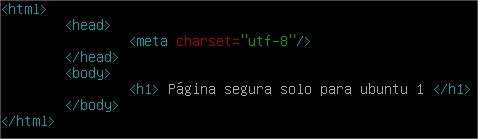 <html>
<head>
<meta charset="utf-8"/>
</head>
<body>
<h1> Página segura solo para ubuntu 1 </h1>
</body>
</html>